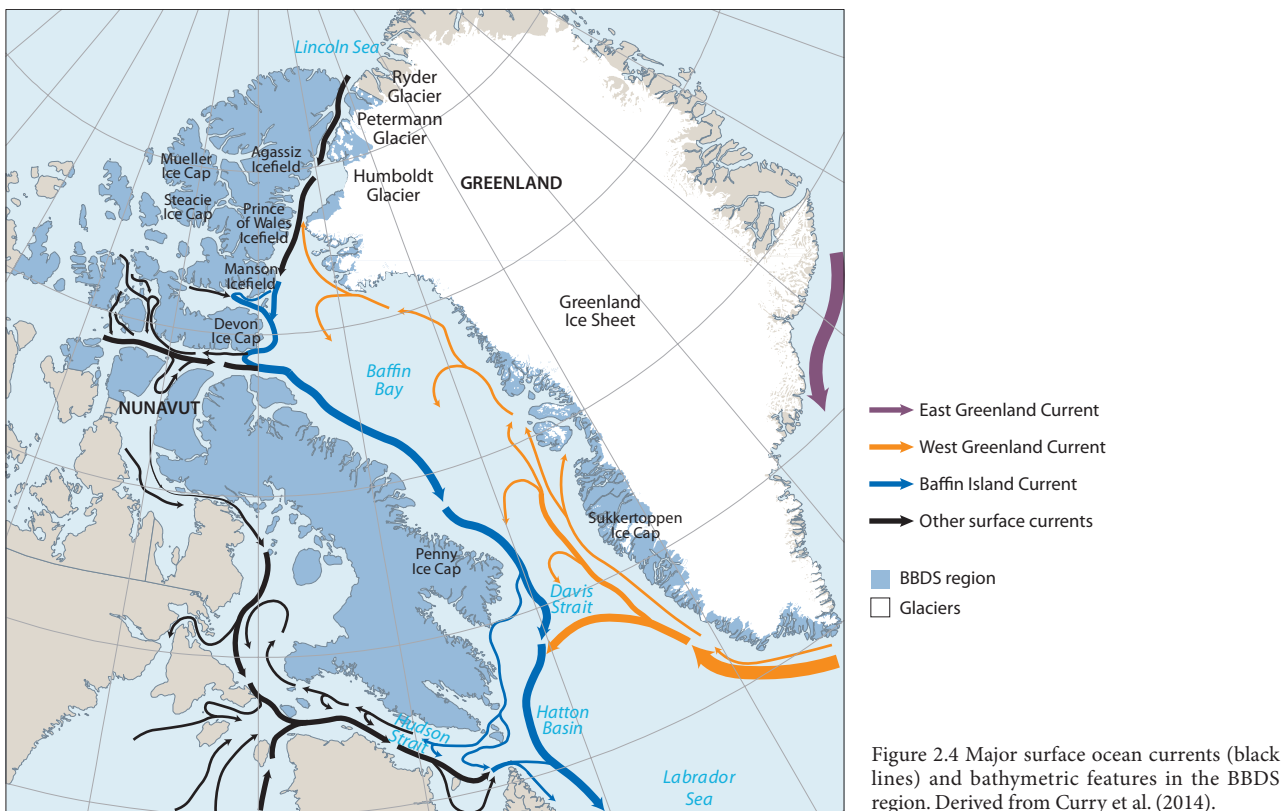 Lincoln Sea
Ryder
Glacier
Petermann
Glacier
Mueller
Ice Cap
Agassiz
Icefield
Humboldt
Glacier
GREENLAND
Steacie
Ice Cap
Prince
of Wales
Icefield
Manson
Icefield
Greenland
Ice Sheet
Devon
Ice Cap
Baffin
Bay
NUNAVUT
Sukkertoppen
Ice Cap
Penny
Ice Cap
Davis
Strait
Hatton
Basin
Hudson
Strait
Labrador
Sea
East Greenland Current
West Greenland Current
Baffin Island Current
Other surface currents
BBDS region
Glaciers
Figure 2.4 Major surface ocean currents (black
lines) and bathymetric features in the BBDS
region. Derived from Curry et al. (2014).